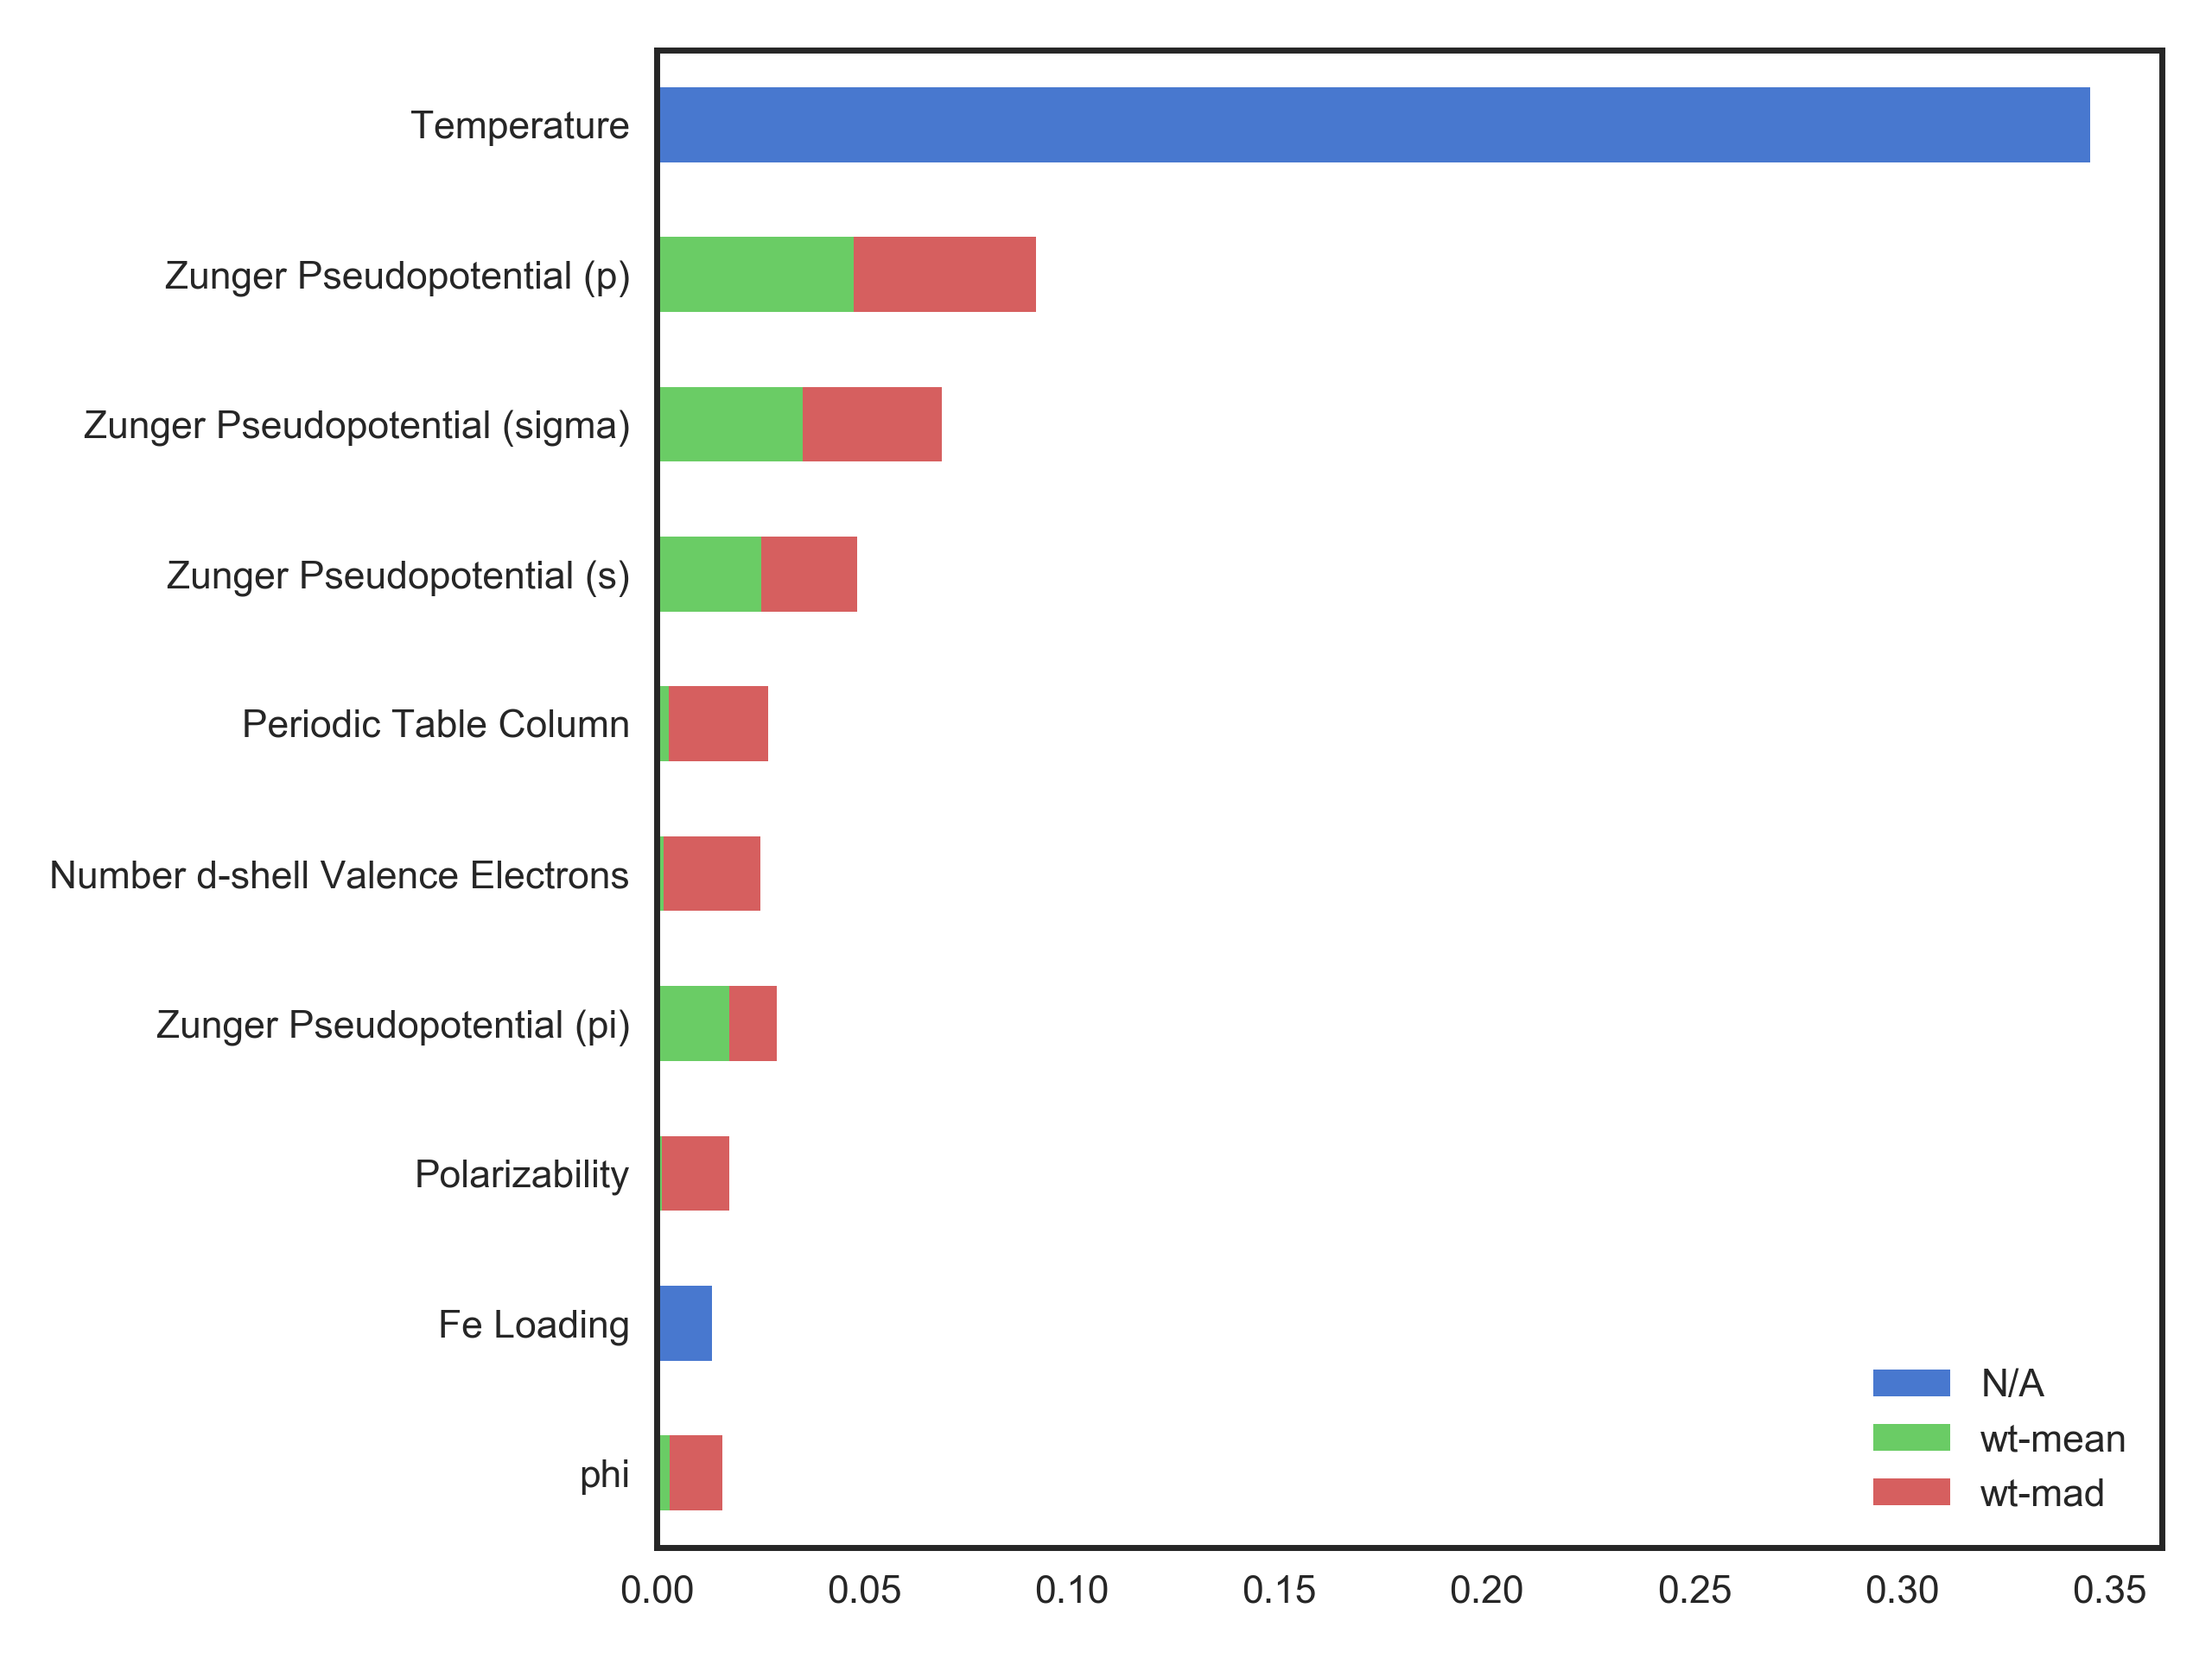 Temperature
Zunger Pseudopotential (p)
Zunger Pseudopotential (sigma)
Zunger Pseudopotential (s)
Periodic Table Column
Number d-shell Valence Electrons
Zunger Pseudopotential (pi)
Polarizability
Fe Loading
phi
N/A
wt-mean
wt-mad
0.00 0.05 0.10 0.15 0.20 0.25 0.30 0.35